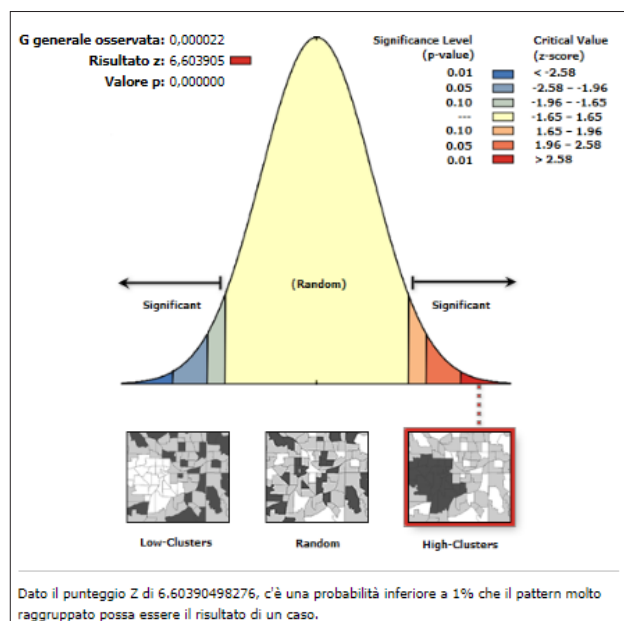 G generale osservata: 0,000022
Risultato z: 6,603905
Valore p: 0,000000
Significance Level
(p-value)
Critical Value
(z-score)
0.01 < -2.58
0.05 -2.58 – -1.96
0.10 -1.96 – -1.65
--- -1.65 – 1.65
0.10 1.65 – 1.96
0.05 1.96 – 2.58
0.01 > 2.58
(Random)
Significant
Significant
Low-Clusters
Random
High-Clusters
Dato il punteggio Z di 6.60390498276, c'è una probabilità inferiore a 1% che il pattern molto
raggruppato possa essere il risultato di un caso.